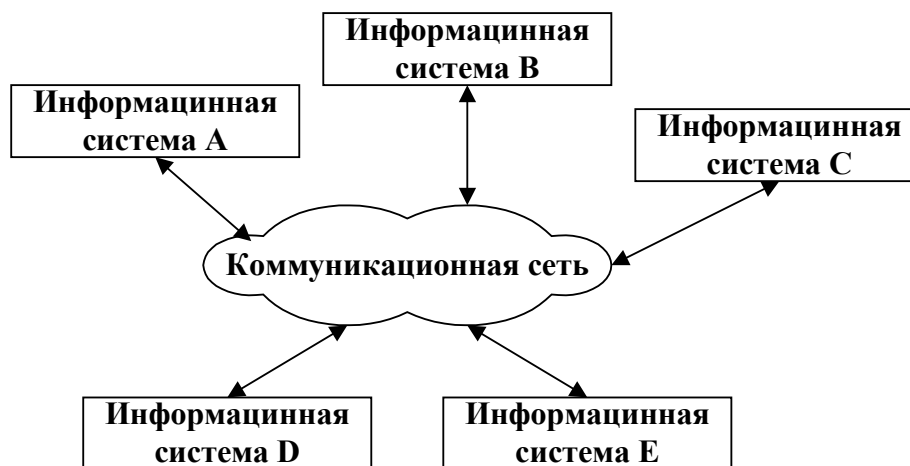 Информацинная
система B
Информацинная
система A
Информацинная
система C
Коммуникационная сеть
Информацинная
система D
Информацинная
система E